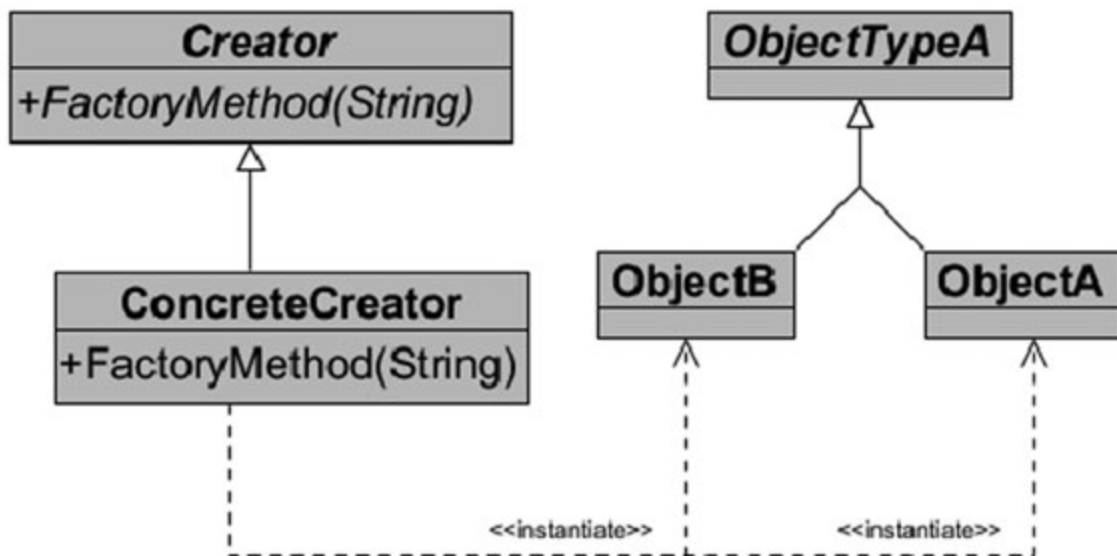 Creator
+FactoryMethod(String)
ObjectTypeA
ConcreteCreator
+FactoryMethod(String)
ObjectB
ObjectA
<<instantiate>>
<<instantiate>>